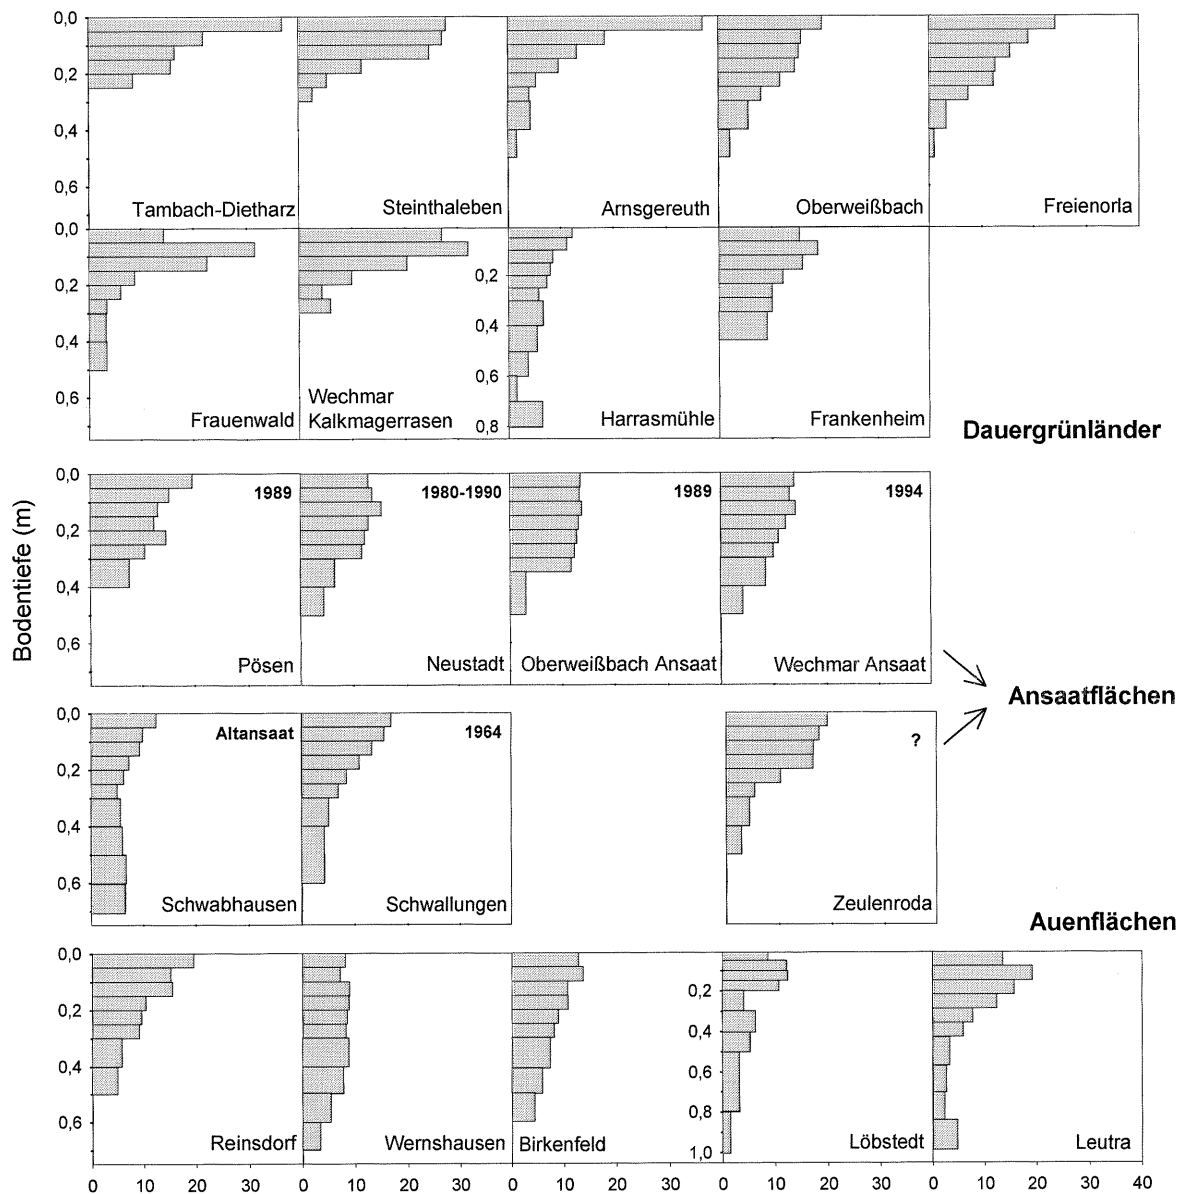 0,0
0,2
0,4
0,6
Tambach-Dietharz
Steinthaleben
Arnsgereuth
Oberweißbach
Freienorla
0,0
0,2
0,4
0,6
0,2
0,4
0,6
0,8
Frauenwald
Wechmar
Kalkmagerrasen
Harrasmühle
Frankenheim
Dauergrünländer
Bodentiefe (m)
0,0
0,2
0,4
0,6
1989
1980-1990
1989
1994
Pösen
Neustadt
Oberweißbach Ansaat
Wechmar Ansaat
Ansaatflächen
0,0
0,2
0,4
0,6
Altansaat
1964
?
Schwabhausen
Schwallungen
Zeulenroda
Auenflächen
0,0
0,2
0,4
0,6
0,2
0,4
0,6
0,8
1,0
Reinsdorf
Wernshausen
Birkenfeld
Löbstedt
Leutra
0 10 20 30 0 10 20 30 0 10 20 30 0 10 20 30 0 10 20 30 40